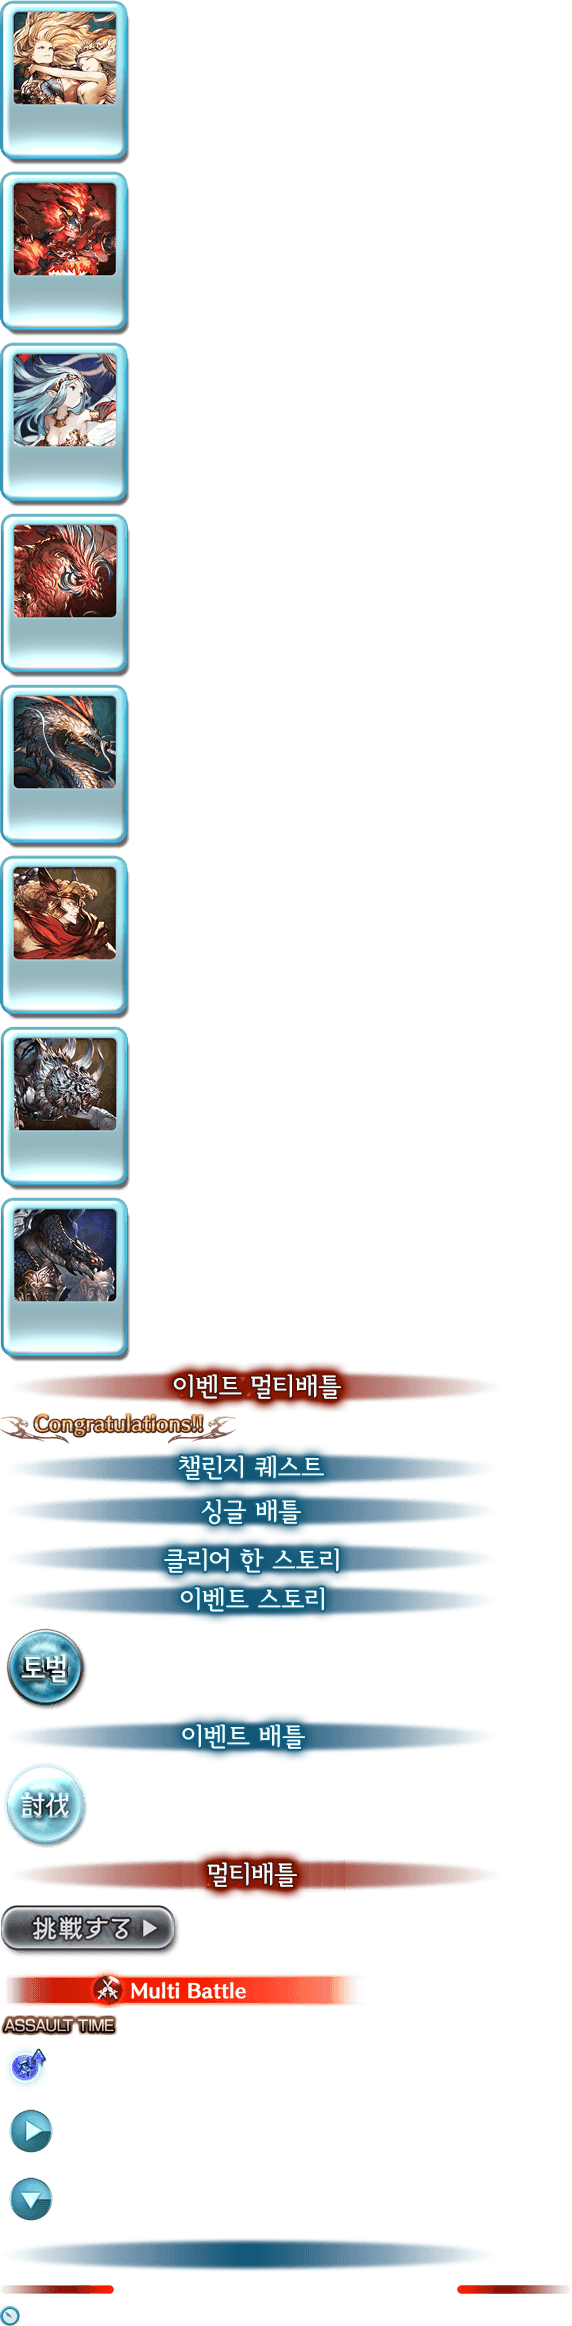 이벤트 멀티배틀
Congratulations!!
챌린지 퀘스트
싱글 배틀
클리어 한 스토리
이벤트 스토리
토벌
이벤트 배틀
討伐
멀티배틀
挑戦する
Multi Battle
ASSAULT TIME